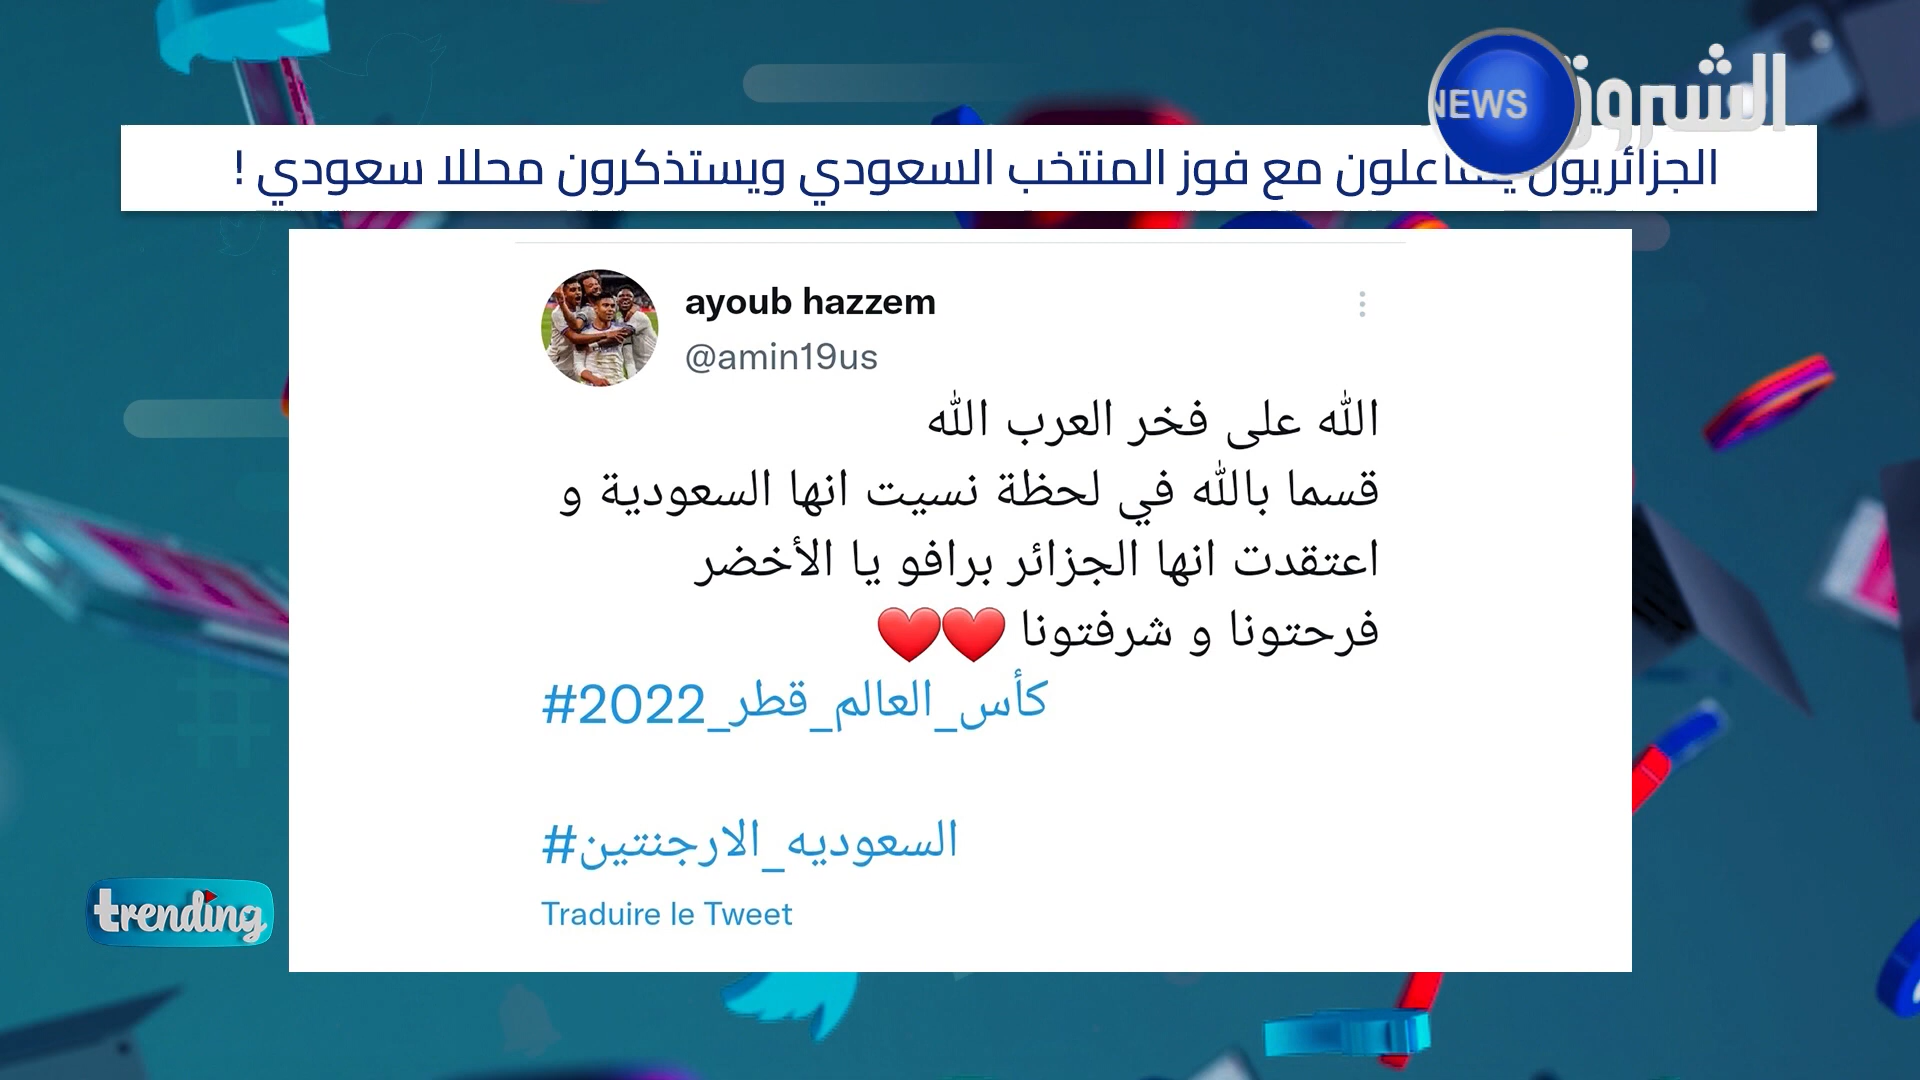 الشروق
NEWS
الجزائريون يتفاعلون مع فوز المنتخب السعودي ويستذكرون محللا سعودي !
ayoub hazzem
@amin19us
الله على فخر العرب الله
قسما بالله في لحظة نسيت انها السعودية و
اعتقدت انها الجزائر برافو يا الأخضر
فرحتونا و شرفتونا ❤️❤️
#كأس_العالم_قطر_2022
#السعوديه_الارجنتين
Traduire le Tweet
trending